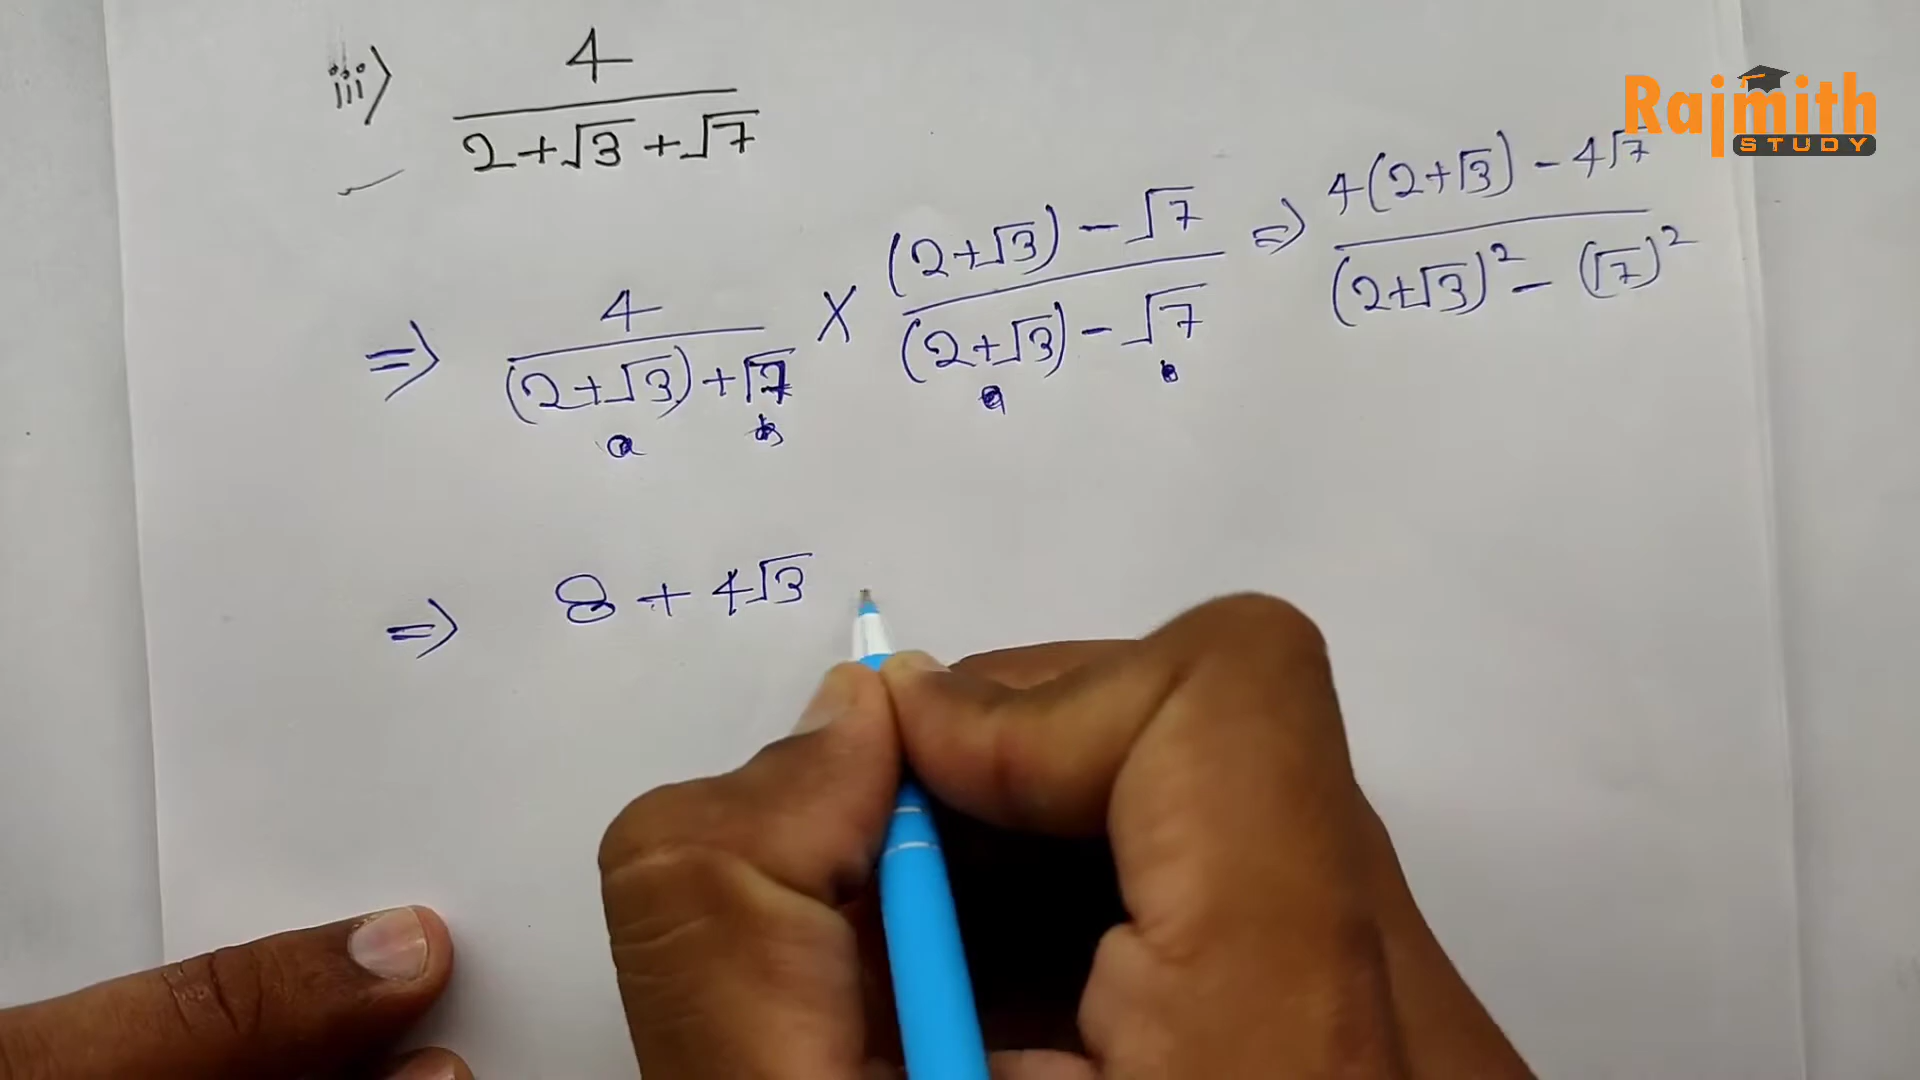 Rajmith
STUDY
iii) 4 / 2+√3+√7
⇒ 4 / (2+√3)+√7 × (2+√3)-√7 / (2+√3)-√7 ⇒ 4(2+√3)-4√7 / (2+√3)² - (√7)²
a b a b
⇒ 8 + 4√3